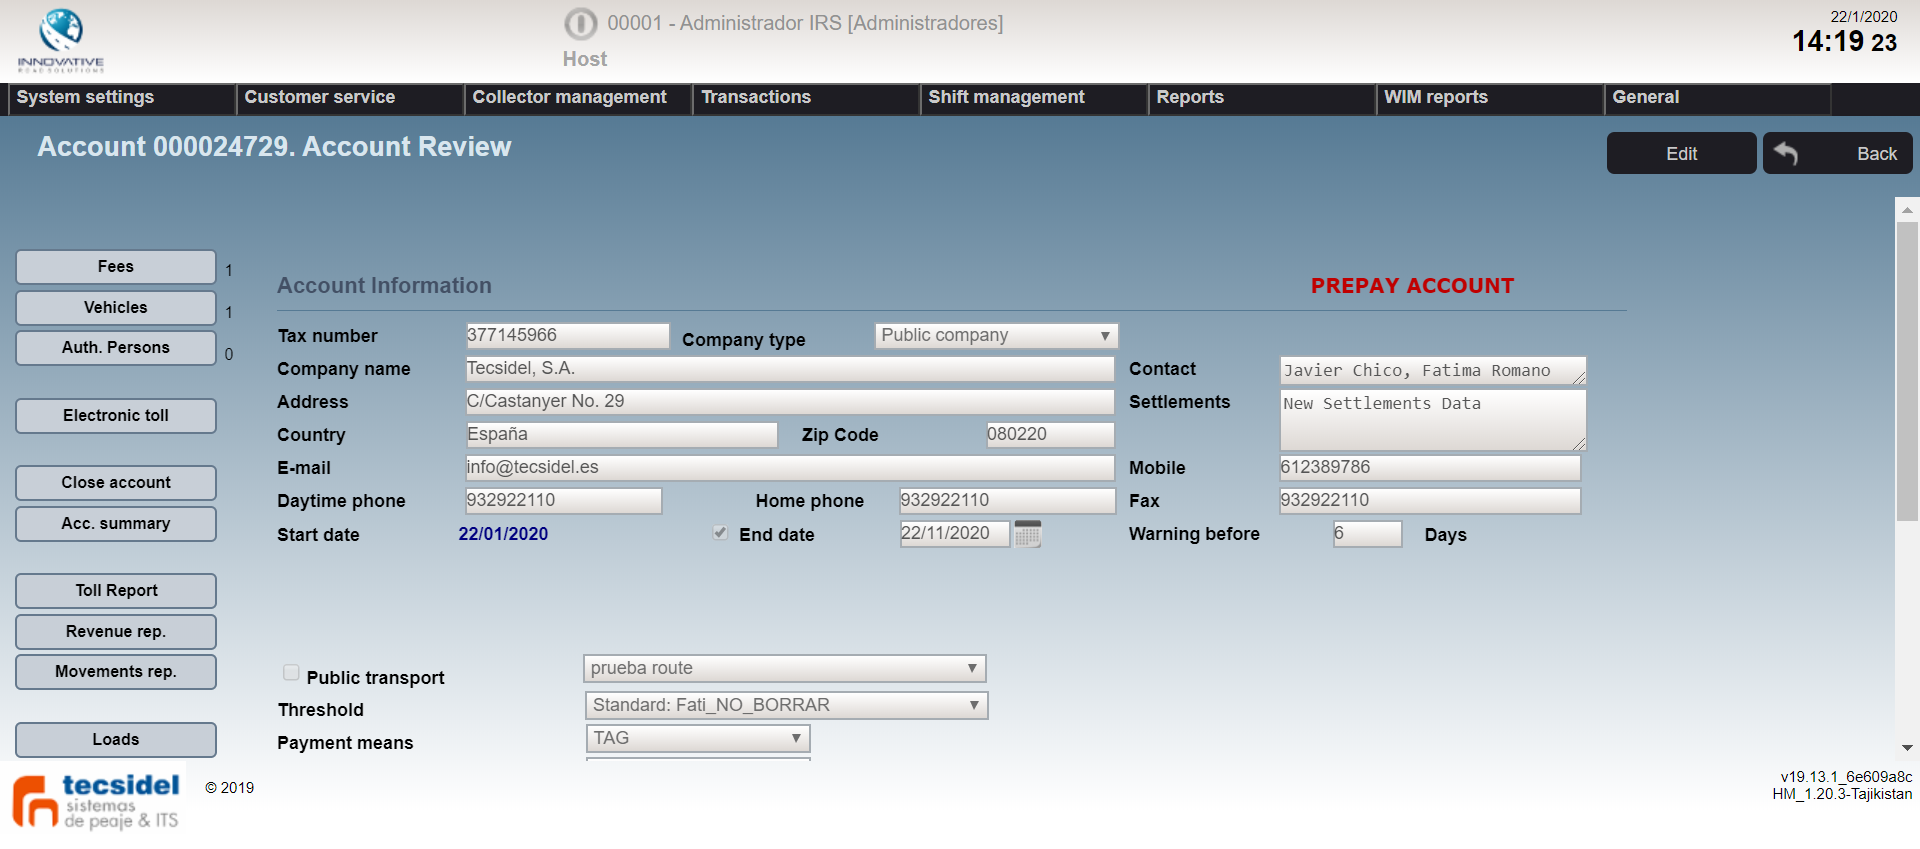 INNOVATIVE
ROAD SOLUTIONS
00001 - Administrador IRS [Administradores]
Host
22/1/2020
14:19 23
System settings
Customer service
Collector management
Transactions
Shift management
Reports
WIM reports
General
Account 000024729. Account Review
Edit
Back
Fees 1
Vehicles 1
Auth. Persons 0
Electronic toll
Close account
Acc. summary
Toll Report
Revenue rep.
Movements rep.
Loads
Account Information
PREPAY ACCOUNT
Tax number 377145966 Company type Public company
Company name Tecsidel, S.A. Contact Javier Chico, Fatima Romano
Address C/Castanyer No. 29 Settlements New Settlements Data
Country España Zip Code 080220
E-mail info@tecsidel.es Mobile 612389786
Daytime phone 932922110 Home phone 932922110 Fax 932922110
Start date 22/01/2020 End date 22/11/2020 Warning before 6 Days
Public transport prueba route
Threshold Standard: Fati_NO_BORRAR
Payment means TAG
tecsidel
sistemas
de peaje & ITS
© 2019
v19.13.1_6e609a8c
HM_1.20.3-Tajikistan